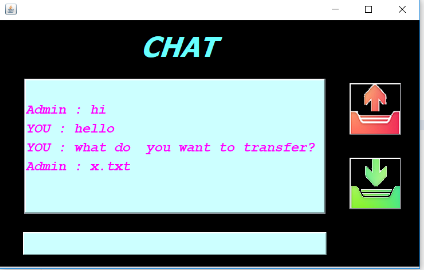 CHAT
Admin : hi
YOU : hello
YOU : what do  you want to transfer?
Admin : x.txt